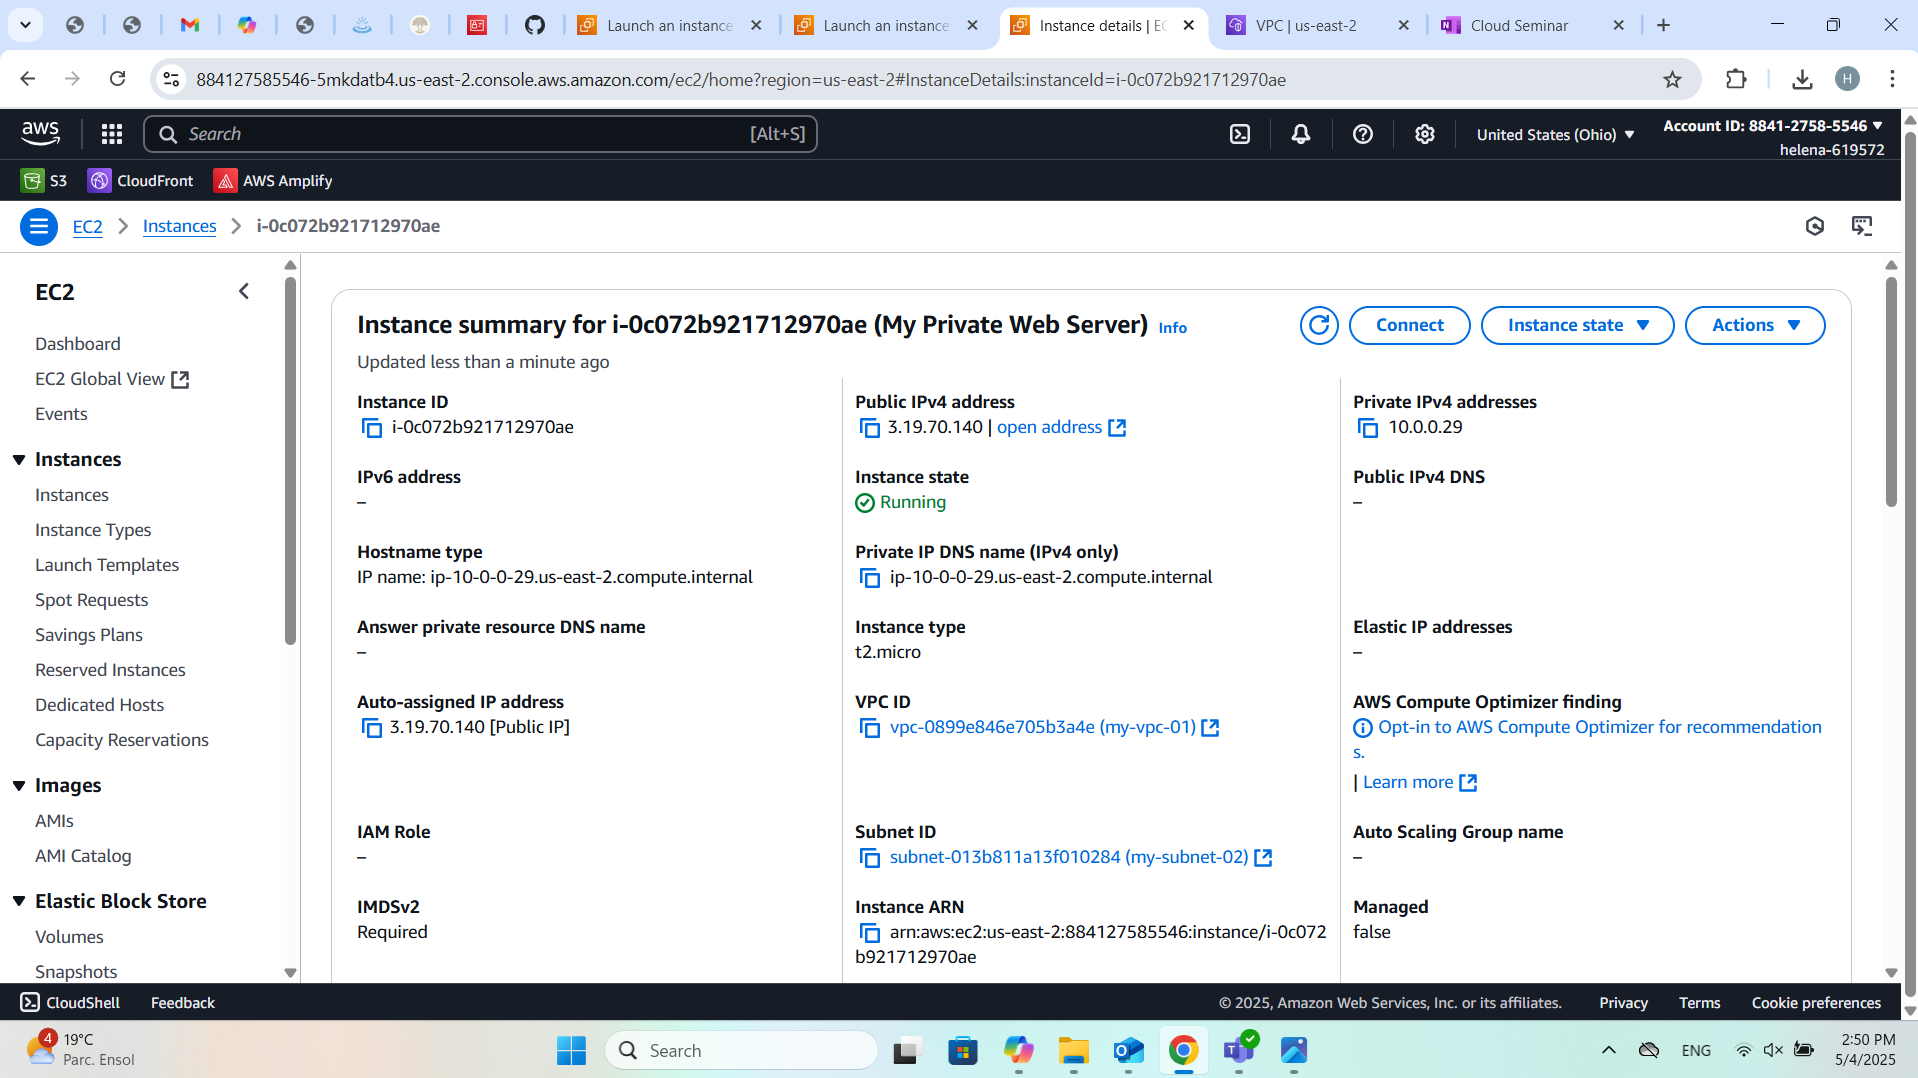 Launch an instance
Launch an instance
Instance details | EC
VPC | us-east-2
Cloud Seminar
884127585546-5mkdatb4.us-east-2.console.aws.amazon.com/ec2/home?region=us-east-2#InstanceDetails:instanceId=i-0c072b921712970ae
H
aws
Search
[Alt+S]
United States (Ohio)
Account ID: 8841-2758-5546
helena-619572
S3
CloudFront
AWS Amplify
EC2
Instances
i-0c072b921712970ae
EC2
Dashboard
EC2 Global View
Events
Instances
Instances
Instance Types
Launch Templates
Spot Requests
Savings Plans
Reserved Instances
Dedicated Hosts
Capacity Reservations
Images
AMIs
AMI Catalog
Elastic Block Store
Volumes
Snapshots
Instance summary for i-0c072b921712970ae (My Private Web Server) Info
Updated less than a minute ago
Connect
Instance state
Actions
Instance ID
i-0c072b921712970ae
Public IPv4 address
3.19.70.140 | open address
Private IPv4 addresses
10.0.0.29
IPv6 address
–
Instance state
Running
Public IPv4 DNS
–
Hostname type
IP name: ip-10-0-0-29.us-east-2.compute.internal
Private IP DNS name (IPv4 only)
ip-10-0-0-29.us-east-2.compute.internal
Answer private resource DNS name
–
Instance type
t2.micro
Elastic IP addresses
–
Auto-assigned IP address
3.19.70.140 [Public IP]
VPC ID
vpc-0899e846e705b3a4e (my-vpc-01)
AWS Compute Optimizer finding
Opt-in to AWS Compute Optimizer for recommendation
s.
| Learn more
IAM Role
–
Subnet ID
subnet-013b811a13f010284 (my-subnet-02)
Auto Scaling Group name
–
IMDSv2
Required
Instance ARN
arn:aws:ec2:us-east-2:884127585546:instance/i-0c072
b921712970ae
Managed
false
CloudShell
Feedback
© 2025, Amazon Web Services, Inc. or its affiliates.
Privacy
Terms
Cookie preferences
4
19°C
Parc. Ensol
Search
ENG
2:50 PM
5/4/2025